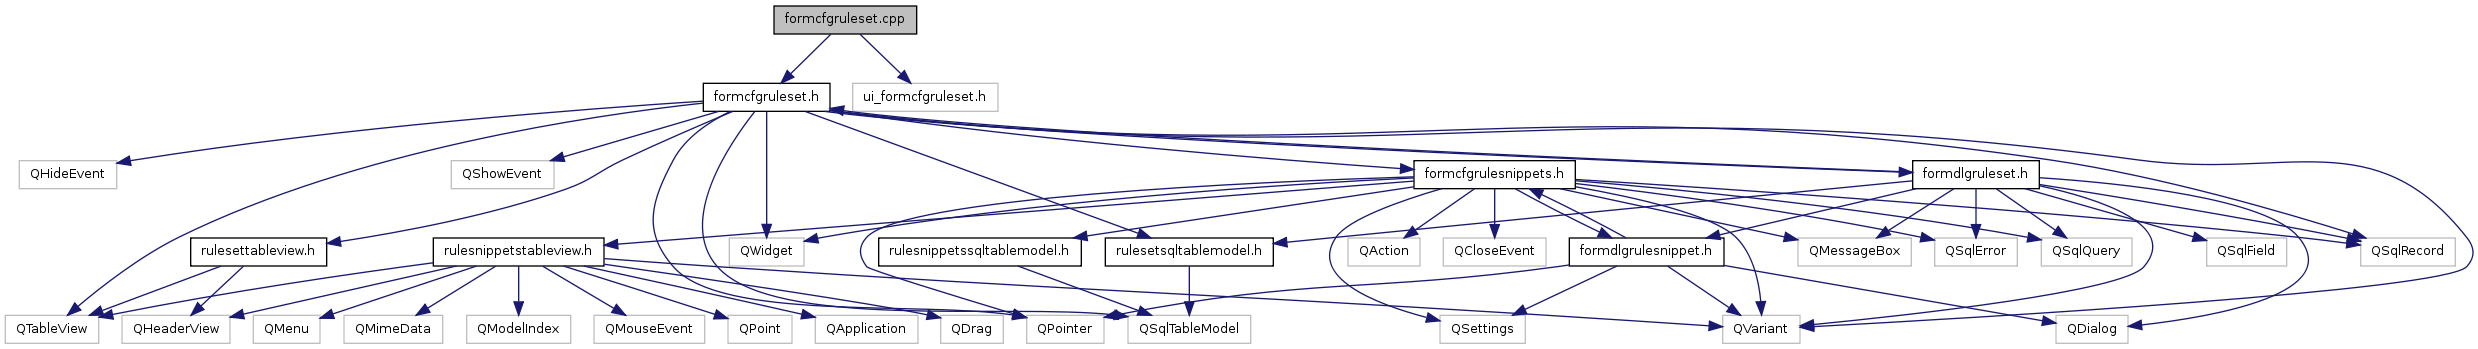 formcfgruleset.cpp
formcfgruleset.h
ui_formcfgruleset.h
QHideEvent
QShowEvent
formcfgrulesnippets.h
formdlgruleset.h
rulesettableview.h
rulesnippetstableview.h
QWidget
rulesnippetssqltablemodel.h
rulesetsqltablemodel.h
QAction
QCloseEvent
formdlgrulesnippet.h
QMessageBox
QSqlError
QSqlQuery
QSqlField
QSqlRecord
QTableView
QHeaderView
QMenu
QMimeData
QModelIndex
QMouseEvent
QPoint
QApplication
QDrag
QPointer
QSqlTableModel
QSettings
QVariant
QDialog